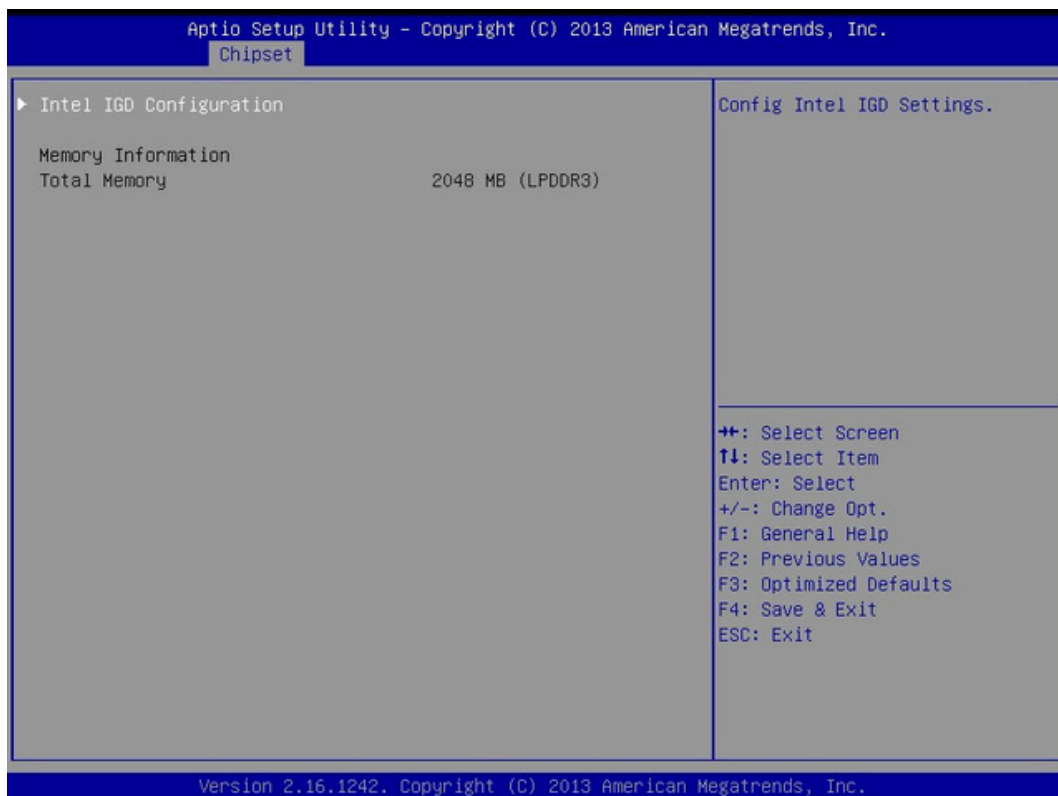 Aptio Setup Utility – Copyright (C) 2013 American Megatrends, Inc.
Chipset
Intel IGD Configuration
Memory Information
Total Memory 2048 MB (LPDDR3)
Config Intel IGD Settings.
→←: Select Screen
↑↓: Select Item
Enter: Select
+/-: Change Opt.
F1: General Help
F2: Previous Values
F3: Optimized Defaults
F4: Save & Exit
ESC: Exit
Version 2.16.1242. Copyright (C) 2013 American Megatrends, Inc.